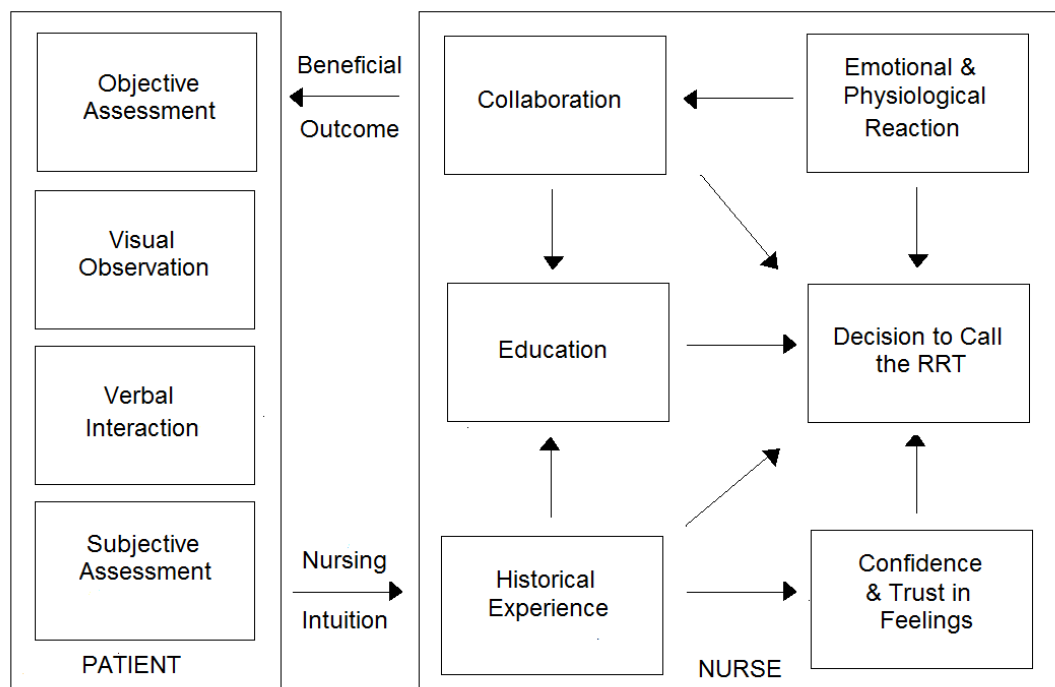 Objective
Assessment
Visual
Observation
Verbal
Interaction
Subjective
Assessment
PATIENT
Beneficial
Outcome
Nursing
Intuition
Collaboration
Emotional &
Physiological
Reaction
Education
Decision to Call
the RRT
Historical
Experience
Confidence
& Trust in
Feelings
NURSE